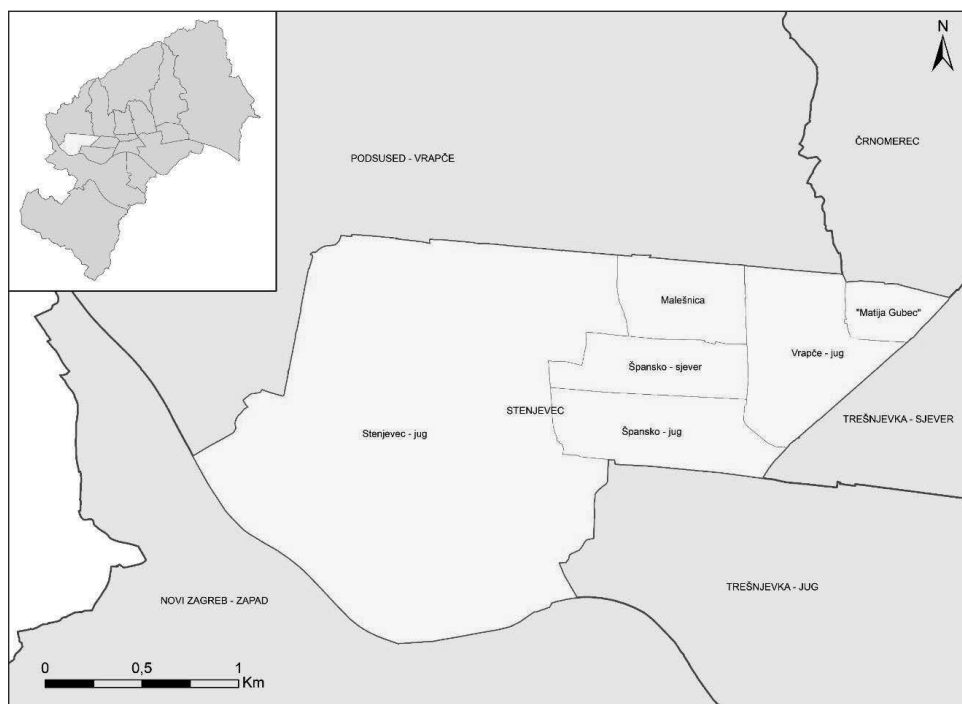 N
ČRNOMEREC
PODSUSED - VRAPČE
Malešnica
"Matija Gubec"
Vrapče - jug
Špansko - sjever
STENJEVEC
TREŠNJEVKA - SJEVER
Stenjevec - jug
Špansko - jug
TREŠNJEVKA - JUG
NOVI ZAGREB - ZAPAD
0 0,5 1
Km